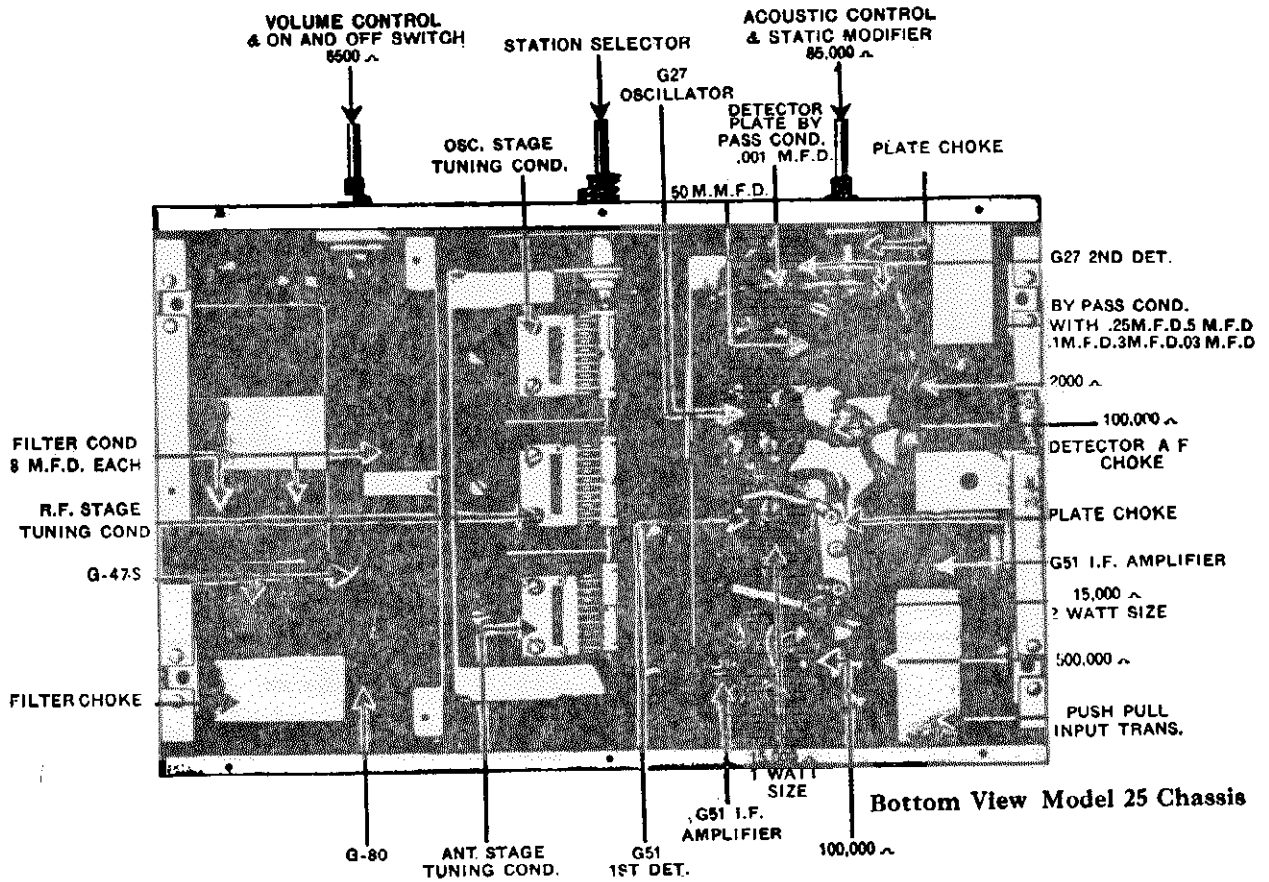 VOLUME CONTROL
& ON AND OFF SWITCH
6500 ⌢
STATION SELECTOR
ACOUSTIC CONTROL
& STATIC MODIFIER
85,000 ⌢
G27
OSCILLATOR
DETECTOR
PLATE BY
PASS COND.
.001 M.F.D.
OSC. STAGE
TUNING COND.
PLATE CHOKE
50 M.M.F.D.
G27 2ND DET.
BY PASS COND.
WITH .25M.F.D.5 M.F.D
.1M.F.D.3M.F.D.03 M.F.D
2000 ⌢
100,000 ⌢
DETECTOR A F
CHOKE
PLATE CHOKE
G51 I.F. AMPLIFIER
15,000 ⌢
2 WATT SIZE
500,000 ⌢
PUSH PULL
INPUT TRANS.
FILTER COND
8 M.F.D. EACH
R.F. STAGE
TUNING COND
G-47-S
FILTER CHOKE
G-80
ANT. STAGE
TUNING COND.
G51
1ST DET.
G51 I.F.
AMPLIFIER
1 WATT
SIZE
100,000 ⌢
Bottom View Model 25 Chassis